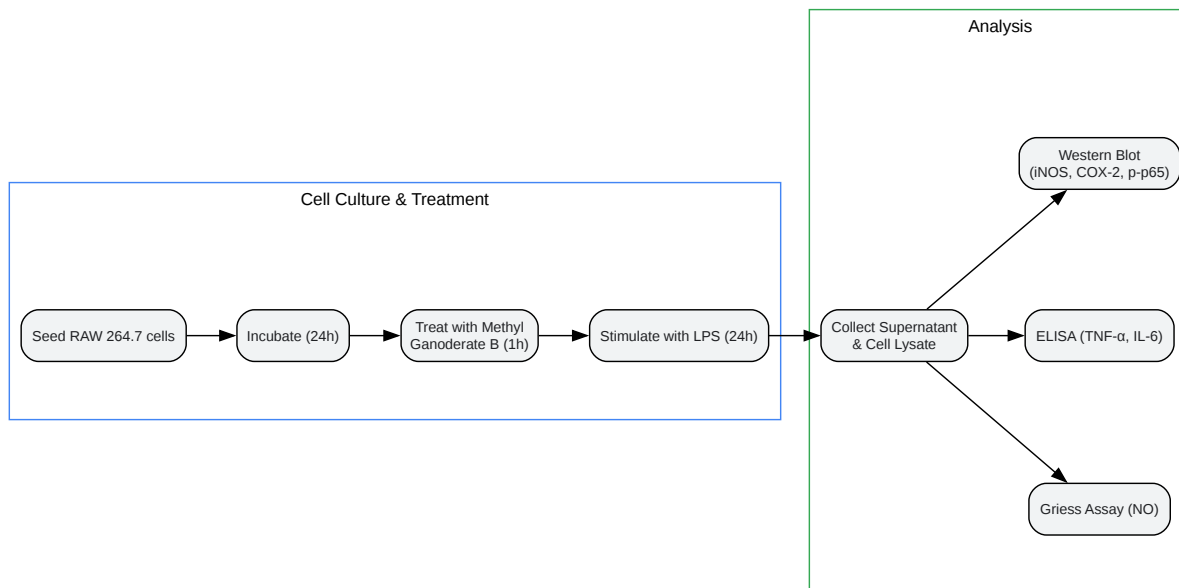 Cell Culture & Treatment
Seed RAW 264.7 cells
Incubate (24h)
Treat with Methyl
Ganoderate B (1h)
Stimulate with LPS (24h)
Analysis
Collect Supernatant
& Cell Lysate
Western Blot
(iNOS, COX-2, p-p65)
ELISA (TNF-α, IL-6)
Griess Assay (NO)